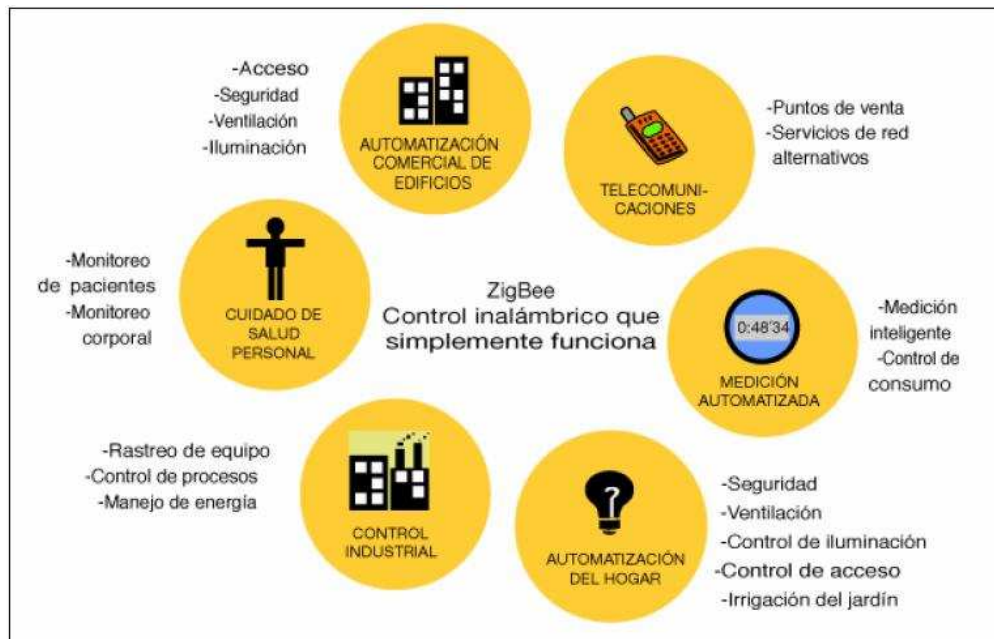 -Acceso
-Seguridad
-Ventilación
-Iluminación
AUTOMATIZACIÓN
COMERCIAL DE
EDIFICIOS
TELECOMUNI-
CACIONES
-Puntos de venta
-Servicios de red
alternativos
-Monitoreo
de pacientes
-Monitoreo
corporal
CUIDADO DE
SALUD
PERSONAL
ZigBee
Control inalámbrico que
simplemente funciona
0:48'34
MEDICIÓN
AUTOMATIZADA
-Medición
inteligente
-Control de
consumo
-Rastreo de equipo
-Control de procesos
-Manejo de energía
CONTROL
INDUSTRIAL
?
AUTOMATIZACIÓN
DEL HOGAR
-Seguridad
-Ventilación
-Control de iluminación
-Control de acceso
-Irrigación del jardín